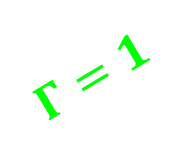 Γ = 1